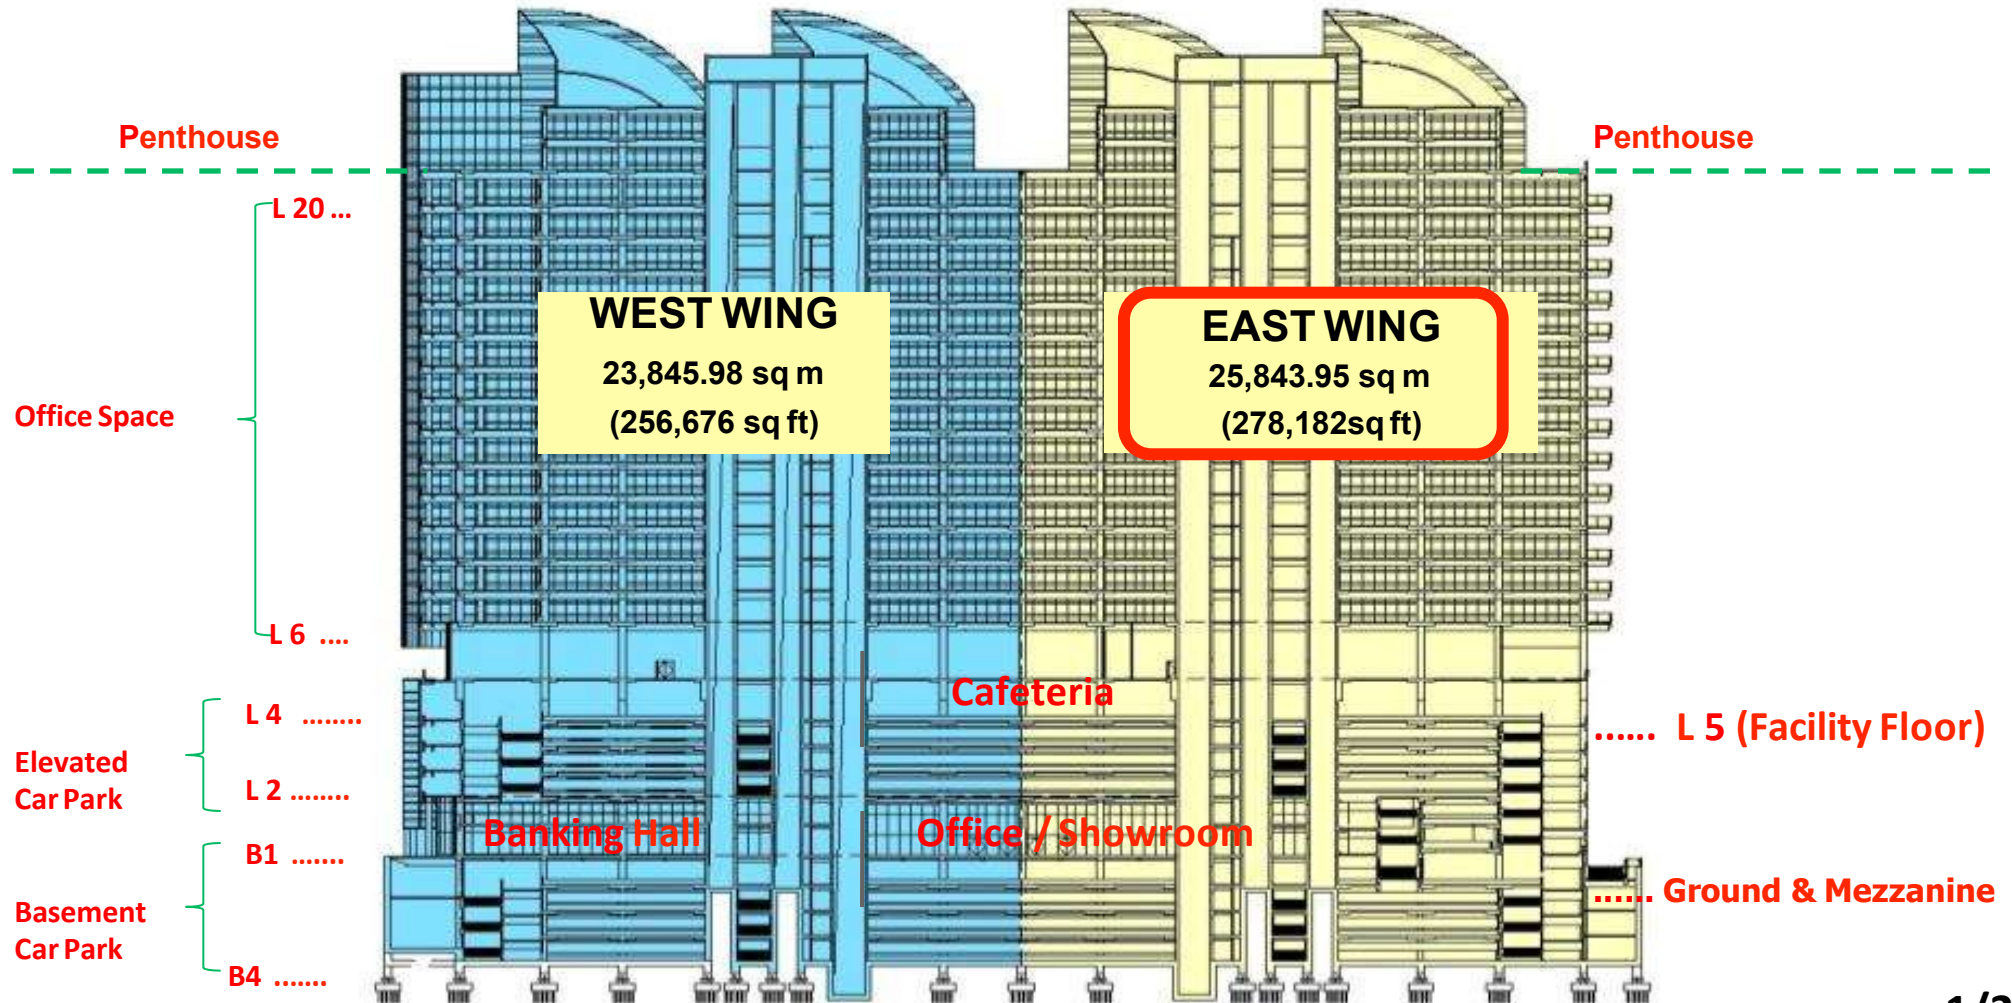 Penthouse
Penthouse
L 20 ...
WEST WING
23,845.98 sq m
(256,676 sq ft)
EAST WING
25,843.95 sq m
(278,182sq ft)
Office Space
L 6 ....
Cafeteria
L 4 ........
...... L 5 (Facility Floor)
Elevated
Car Park
L 2 ........
Banking Hall
Office / Showroom
B1 .......
...... Ground & Mezzanine
Basement
Car Park
B4 .......